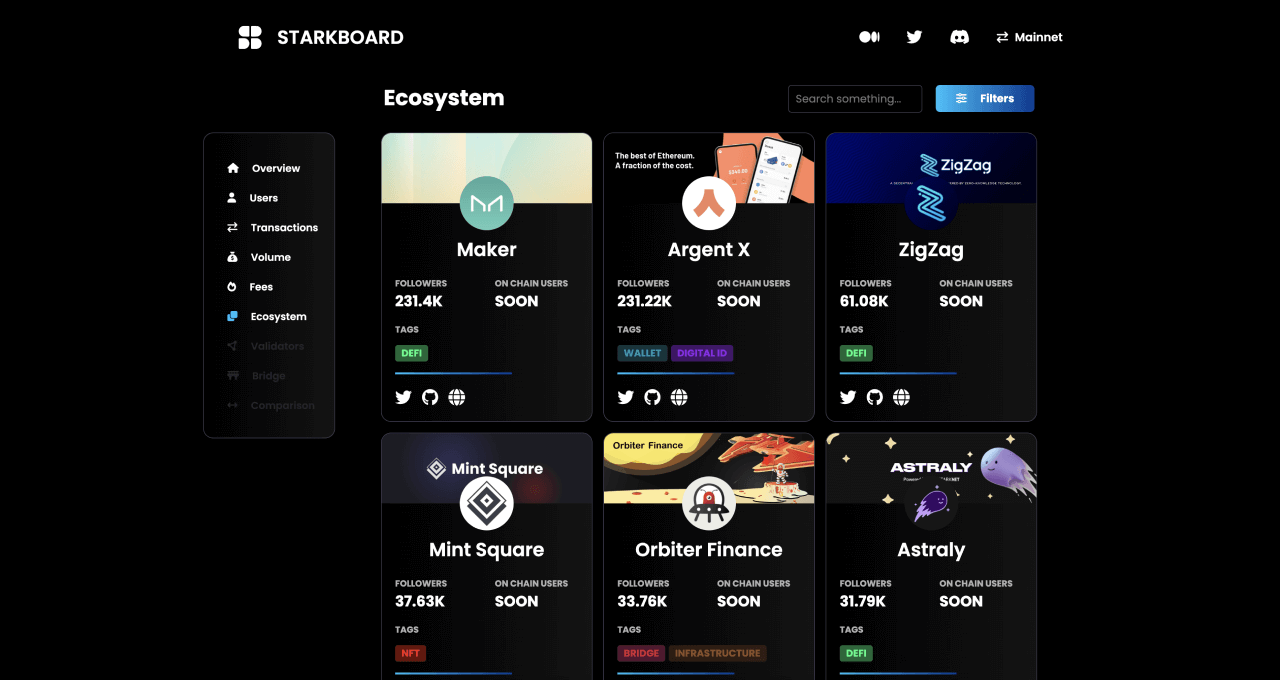 STARKBOARD
Mainnet
Ecosystem
Search something...
Filters
Overview
Users
Transactions
Volume
Fees
Ecosystem
Validators
Bridge
Comparison
The best of Ethereum.
A fraction of the cost.
ZigZag
Maker
Argent X
ZigZag
FOLLOWERS ON CHAIN USERS FOLLOWERS ON CHAIN USERS FOLLOWERS ON CHAIN USERS
231.4K SOON 231.22K SOON 61.08K SOON
TAGS TAGS TAGS
DEFI WALLET DIGITAL ID DEFI
Mint Square
Orbiter Finance
ASTRALY
Mint Square
Orbiter Finance
Astraly
FOLLOWERS ON CHAIN USERS FOLLOWERS ON CHAIN USERS FOLLOWERS ON CHAIN USERS
37.63K SOON 33.76K SOON 31.79K SOON
TAGS TAGS TAGS
NFT BRIDGE INFRASTRUCTURE DEFI